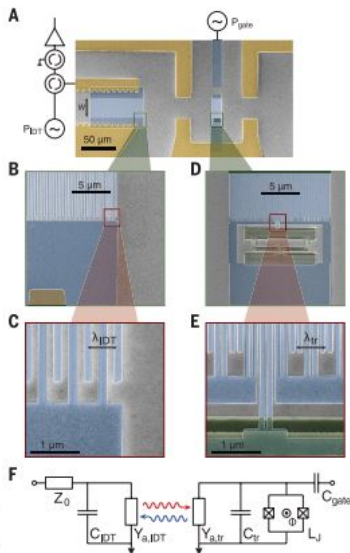 A
P_gate
P_IDT
W
50 μm
B
5 μm
D
5 μm
C
λ_IDT
1 μm
E
λ_tr
1 μm
F
Z_0
C_IDT
Y_a,IDT
Y_a,tr
C_tr
Φ
L_J
C_gate